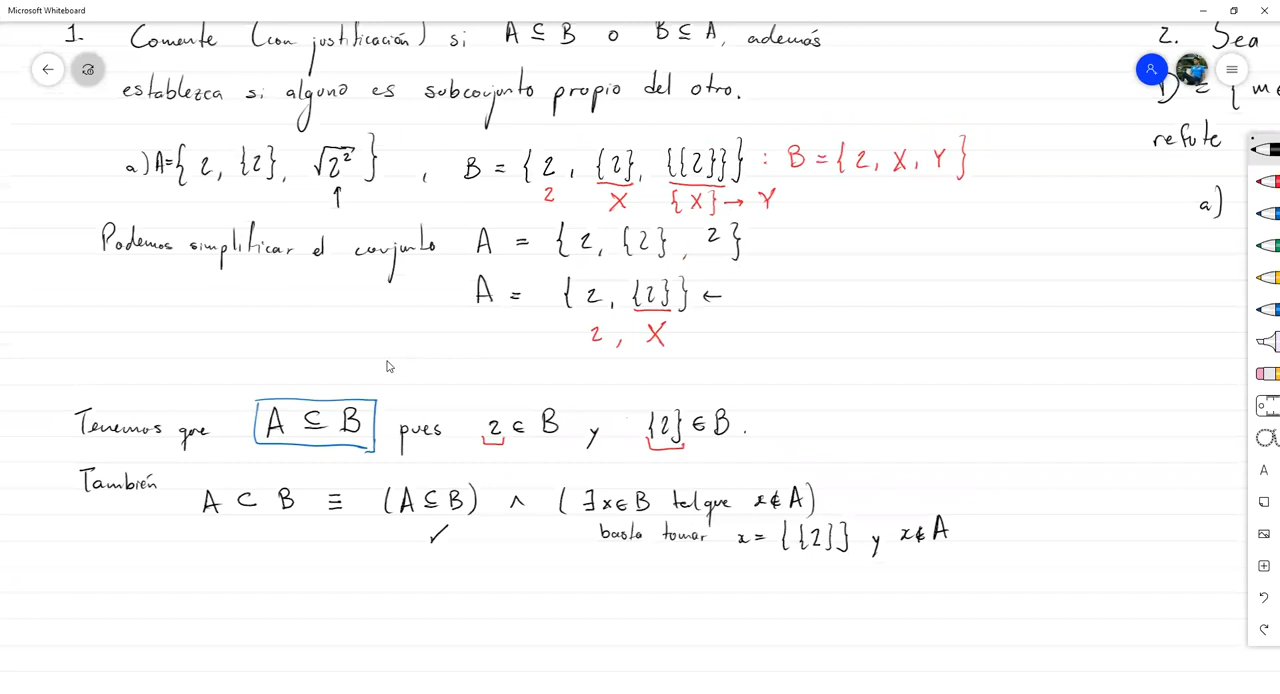 Microsoft Whiteboard
1. Comente (con justificación) si A ⊆ B o B ⊆ A, además
establezca si alguno es subconjunto propio del otro.
a) A={ 2, {2}, √2² } , B = { 2 , {2}, {{2}}} : B = { 2, X, Y }
↑ 2 X {X} → Y
Podemos simplificar el conjunto A = { 2, {2} , 2 }
A = { 2, {2}} ←
2 , X
Tenemos que A ⊆ B pues 2 ∈ B y {2} ∈ B.
También
A ⊂ B ≡ (A ⊆ B) ∧ ( ∃ x ∈ B tal que x ∉ A)
✓ basta tomar x = {{2}} y x ∉ A
2. Sea
D = { m
refute
a)
A